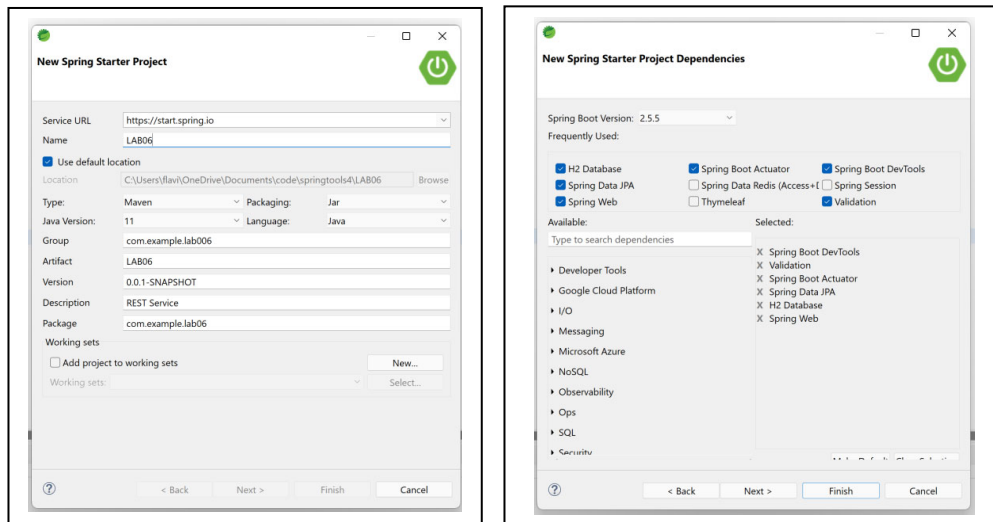 New Spring Starter Project
Service URL https://start.spring.io
Name LAB06
Use default location
Location C:\Users\flavi\OneDrive\Documents\code\springtools4\LAB06 Browse
Type: Maven Packaging: Jar
Java Version: 11 Language: Java
Group com.example.lab006
Artifact LAB06
Version 0.0.1-SNAPSHOT
Description REST Service
Package com.example.lab06
Working sets
Add project to working sets New...
Working sets: Select...
? < Back Next > Finish Cancel
New Spring Starter Project Dependencies
Spring Boot Version: 2.5.5
Frequently Used:
H2 Database Spring Boot Actuator Spring Boot DevTools
Spring Data JPA Spring Data Redis (Access+ Spring Session
Spring Web Thymeleaf Validation
Available: Selected:
Type to search dependencies
X Spring Boot DevTools
X Validation
X Spring Boot Actuator
X Spring Data JPA
X H2 Database
X Spring Web
Developer Tools
Google Cloud Platform
I/O
Messaging
Microsoft Azure
NoSQL
Observability
Ops
SQL
Security
? < Back Next > Finish Cancel